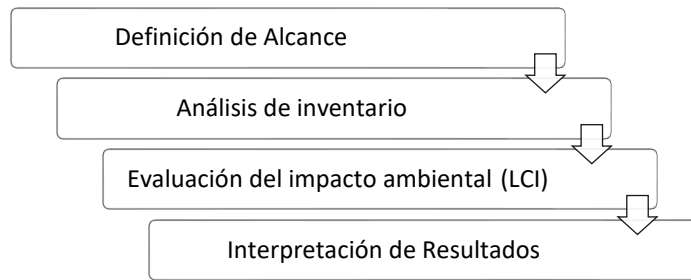 Definición de Alcance
Análisis de inventario
Evaluación del impacto ambiental (LCI)
Interpretación de Resultados